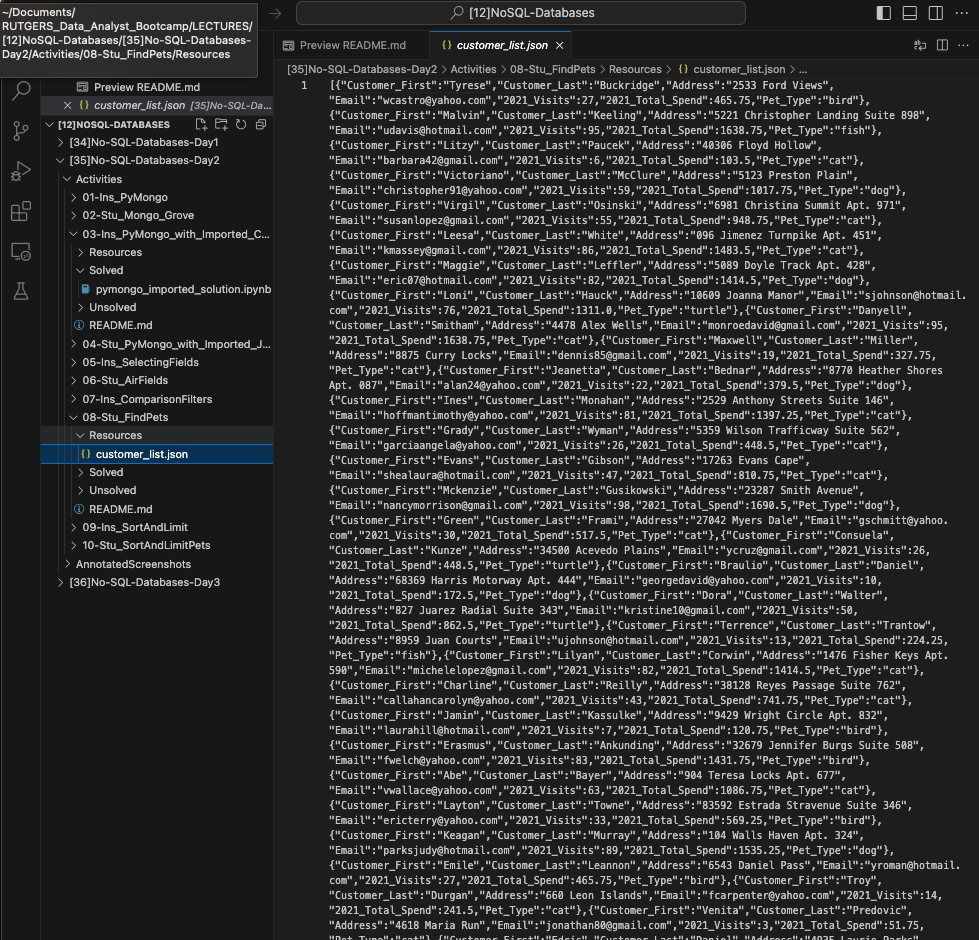 ~/Documents/
RUTGERS_Data_Analyst_Bootcamp/LECTURES/
[12]NoSQL-Databases/[35]No-SQL-Databases-
Day2/Activities/08-Stu_FindPets/Resources
[12]NoSQL-Databases
Preview README.md
customer_list.json [35]No-SQL-Da...
[12]NOSQL-DATABASES
[34]No-SQL-Databases-Day1
[35]No-SQL-Databases-Day2
Activities
01-Ins_PyMongo
02-Stu_Mongo_Grove
03-Ins_PyMongo_with_Imported_C...
Resources
Solved
pymongo_imported_solution.ipynb
Unsolved
README.md
04-Stu_PyMongo_with_Imported_J...
05-Ins_SelectingFields
06-Stu_AirFields
07-Ins_ComparisonFilters
08-Stu_FindPets
Resources
{} customer_list.json
Solved
Unsolved
README.md
09-Ins_SortAndLimit
10-Stu_SortAndLimitPets
AnnotatedScreenshots
[36]No-SQL-Databases-Day3
Preview README.md
{} customer_list.json
[35]No-SQL-Databases-Day2 > Activities > 08-Stu_FindPets > Resources > {} customer_list.json > ...
1 [{"Customer_First":"Tyrese","Customer_Last":"Buckridge","Address":"2533 Ford Views",
"Email":"wcastro@yahoo.com","2021_Visits":27,"2021_Total_Spend":465.75,"Pet_Type":"bird"},
{"Customer_First":"Malvin","Customer_Last":"Keeling","Address":"5221 Christopher Landing Suite 898",
"Email":"udavis@hotmail.com","2021_Visits":95,"2021_Total_Spend":1638.75,"Pet_Type":"fish"},
{"Customer_First":"Litzy","Customer_Last":"Paucek","Address":"40306 Floyd Hollow",
"Email":"barbara42@gmail.com","2021_Visits":6,"2021_Total_Spend":103.5,"Pet_Type":"cat"},
{"Customer_First":"Victoriano","Customer_Last":"McClure","Address":"5123 Preston Plain",
"Email":"christopher91@yahoo.com","2021_Visits":59,"2021_Total_Spend":1017.75,"Pet_Type":"dog"},
{"Customer_First":"Virgil","Customer_Last":"Osinski","Address":"6981 Christina Summit Apt. 971",
"Email":"susanlopez@gmail.com","2021_Visits":55,"2021_Total_Spend":948.75,"Pet_Type":"cat"},
{"Customer_First":"Leesa","Customer_Last":"White","Address":"096 Jimenez Turnpike Apt. 451",
"Email":"kmassey@gmail.com","2021_Visits":86,"2021_Total_Spend":1483.5,"Pet_Type":"cat"},
{"Customer_First":"Maggie","Customer_Last":"Leffler","Address":"5089 Doyle Track Apt. 428",
"Email":"eric07@hotmail.com","2021_Visits":82,"2021_Total_Spend":1414.5,"Pet_Type":"dog"},
{"Customer_First":"Loni","Customer_Last":"Hauck","Address":"10609 Joanna Manor","Email":"sjohnson@hotmail.
com","2021_Visits":76,"2021_Total_Spend":1311.0,"Pet_Type":"turtle"},{"Customer_First":"Danyell",
"Customer_Last":"Smitham","Address":"4478 Alex Wells","Email":"monroedavid@gmail.com","2021_Visits":95,
"2021_Total_Spend":1638.75,"Pet_Type":"cat"},{"Customer_First":"Maxwell","Customer_Last":"Miller",
"Address":"8875 Curry Locks","Email":"dennis85@gmail.com","2021_Visits":19,"2021_Total_Spend":327.75,
"Pet_Type":"cat"},{"Customer_First":"Jeanetta","Customer_Last":"Bednar","Address":"8770 Heather Shores
Apt. 087","Email":"alan24@yahoo.com","2021_Visits":22,"2021_Total_Spend":379.5,"Pet_Type":"dog"},
{"Customer_First":"Ines","Customer_Last":"Monahan","Address":"2529 Anthony Streets Suite 146",
"Email":"hoffmantimothy@yahoo.com","2021_Visits":81,"2021_Total_Spend":1397.25,"Pet_Type":"cat"},
{"Customer_First":"Grady","Customer_Last":"Wyman","Address":"5359 Wilson Trafficway Suite 562",
"Email":"garciaangela@yahoo.com","2021_Visits":26,"2021_Total_Spend":448.5,"Pet_Type":"cat"},
{"Customer_First":"Evans","Customer_Last":"Gibson","Address":"17263 Evans Cape",
"Email":"shealaura@hotmail.com","2021_Visits":47,"2021_Total_Spend":810.75,"Pet_Type":"cat"},
{"Customer_First":"Mckenzie","Customer_Last":"Gusikowski","Address":"23287 Smith Avenue",
"Email":"nancymorrison@gmail.com","2021_Visits":98,"2021_Total_Spend":1690.5,"Pet_Type":"dog"},
{"Customer_First":"Green","Customer_Last":"Frami","Address":"27042 Myers Dale","Email":"gschmitt@yahoo.
com","2021_Visits":30,"2021_Total_Spend":517.5,"Pet_Type":"cat"},{"Customer_First":"Consuela",
"Customer_Last":"Kunze","Address":"34500 Acevedo Plains","Email":"ycruz@gmail.com","2021_Visits":26,
"2021_Total_Spend":448.5,"Pet_Type":"turtle"},{"Customer_First":"Braulio","Customer_Last":"Daniel",
"Address":"68369 Harris Motorway Apt. 444","Email":"georgedavid@yahoo.com","2021_Visits":10,
"2021_Total_Spend":172.5,"Pet_Type":"dog"},{"Customer_First":"Dora","Customer_Last":"Walter",
"Address":"827 Juarez Radial Suite 343","Email":"kristine10@gmail.com","2021_Visits":50,
"2021_Total_Spend":862.5,"Pet_Type":"turtle"},{"Customer_First":"Terrence","Customer_Last":"Trantow",
"Address":"8959 Juan Courts","Email":"ujohnson@hotmail.com","2021_Visits":13,"2021_Total_Spend":224.25,
"Pet_Type":"fish"},{"Customer_First":"Lilyan","Customer_Last":"Corwin","Address":"1476 Fisher Keys Apt.
590","Email":"michelelopez@gmail.com","2021_Visits":82,"2021_Total_Spend":1414.5,"Pet_Type":"cat"},
{"Customer_First":"Charline","Customer_Last":"Reilly","Address":"38128 Reyes Passage Suite 762",
"Email":"callahancarolyn@yahoo.com","2021_Visits":43,"2021_Total_Spend":741.75,"Pet_Type":"cat"},
{"Customer_First":"Jamin","Customer_Last":"Kassulke","Address":"9429 Wright Circle Apt. 832",
"Email":"laurahill@hotmail.com","2021_Visits":7,"2021_Total_Spend":120.75,"Pet_Type":"bird"},
{"Customer_First":"Erasmus","Customer_Last":"Ankunding","Address":"32679 Jennifer Burgs Suite 508",
"Email":"fwelch@yahoo.com","2021_Visits":83,"2021_Total_Spend":1431.75,"Pet_Type":"bird"},
{"Customer_First":"Abe","Customer_Last":"Bayer","Address":"904 Teresa Locks Apt. 677",
"Email":"vwallace@yahoo.com","2021_Visits":63,"2021_Total_Spend":1086.75,"Pet_Type":"cat"},
{"Customer_First":"Layton","Customer_Last":"Towne","Address":"83592 Estrada Stravenue Suite 346",
"Email":"ericterry@yahoo.com","2021_Visits":33,"2021_Total_Spend":569.25,"Pet_Type":"bird"},
{"Customer_First":"Keagan","Customer_Last":"Murray","Address":"104 Walls Haven Apt. 324",
"Email":"parksjudy@hotmail.com","2021_Visits":89,"2021_Total_Spend":1535.25,"Pet_Type":"dog"},
{"Customer_First":"Emile","Customer_Last":"Leannon","Address":"6543 Daniel Pass","Email":"yroman@hotmail.
com","2021_Visits":27,"2021_Total_Spend":465.75,"Pet_Type":"bird"},{"Customer_First":"Troy",
"Customer_Last":"Durgan","Address":"660 Leon Islands","Email":"fcarpenter@yahoo.com","2021_Visits":14,
"2021_Total_Spend":241.5,"Pet_Type":"cat"},{"Customer_First":"Venita","Customer_Last":"Predovic",
"Address":"4618 Maria Run","Email":"jonathan80@gmail.com","2021_Visits":3,"2021_Total_Spend":51.75,